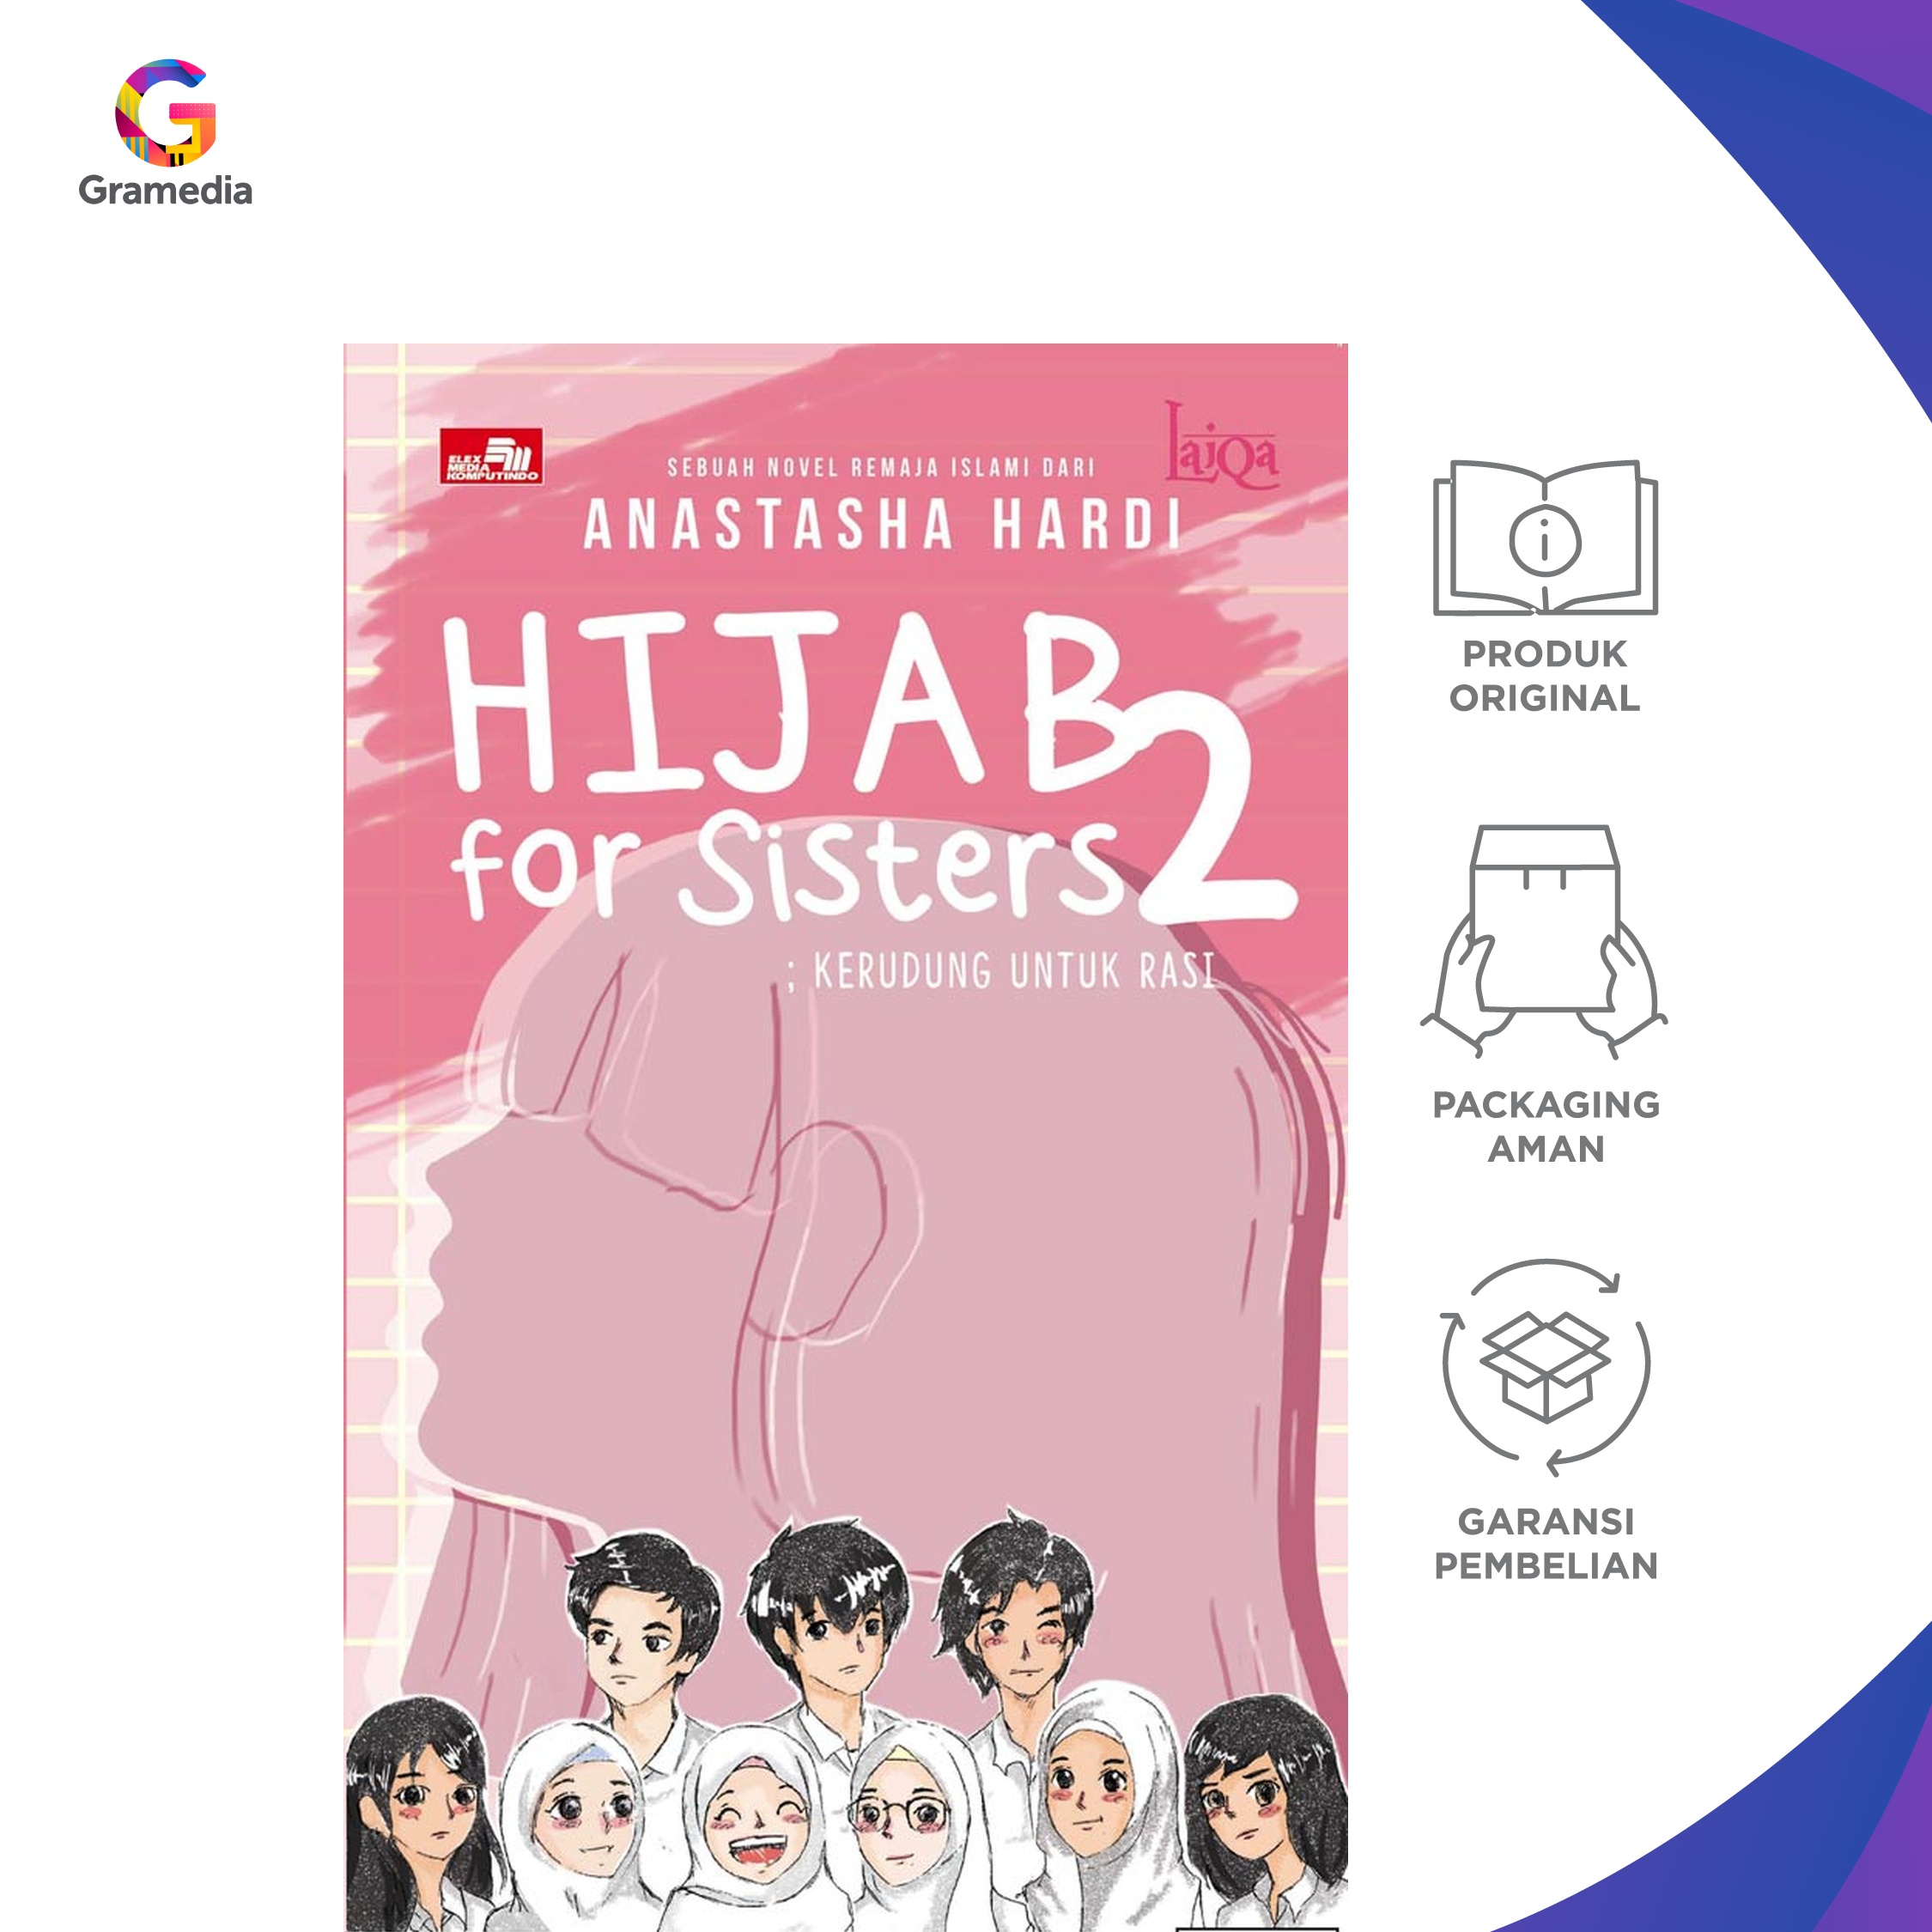 Gramedia
ELEX
MEDIA
KOMPUTINDO
LaiQa
SEBUAH NOVEL REMAJA ISLAMI DARI
ANASTASHA HARDI
HIJAB
for Sisters 2
; KERUDUNG UNTUK RASI
PRODUK
ORIGINAL
PACKAGING
AMAN
GARANSI
PEMBELIAN